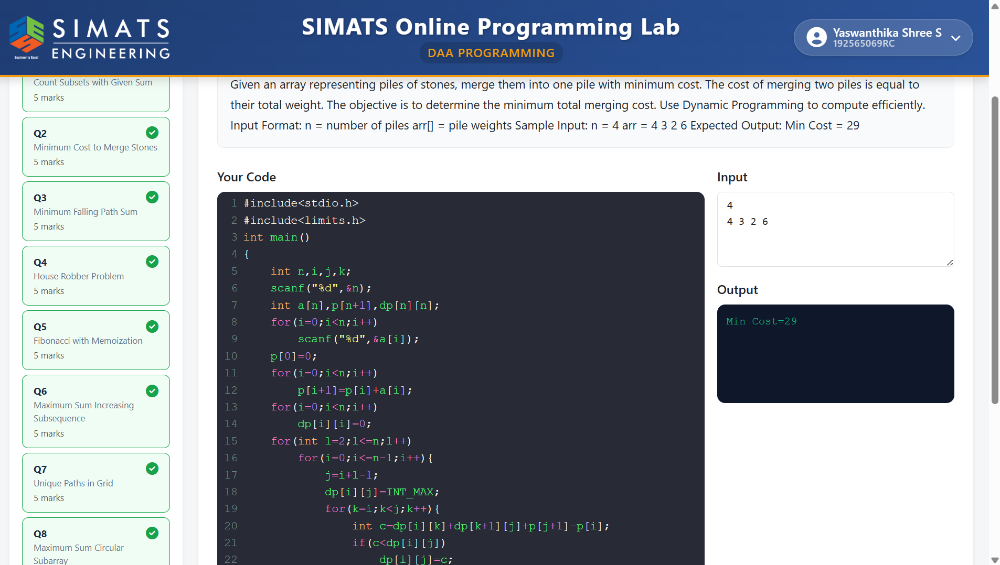 SIMATS
ENGINEERING
Engineer to Excel
SIMATS Online Programming Lab
DAA PROGRAMMING
Yaswanthika Shree S
192565069RC
Count Subsets with Given Sum
5 marks
Q2
Minimum Cost to Merge Stones
5 marks
Q3
Minimum Falling Path Sum
5 marks
Q4
House Robber Problem
5 marks
Q5
Fibonacci with Memoization
5 marks
Q6
Maximum Sum Increasing
Subsequence
5 marks
Q7
Unique Paths in Grid
5 marks
Q8
Maximum Sum Circular
Subarray
Given an array representing piles of stones, merge them into one pile with minimum cost. The cost of merging two piles is equal to
their total weight. The objective is to determine the minimum total merging cost. Use Dynamic Programming to compute efficiently.
Input Format: n = number of piles arr[] = pile weights Sample Input: n = 4 arr = 4 3 2 6 Expected Output: Min Cost = 29
Your Code
1 #include<stdio.h>
2 #include<limits.h>
3 int main()
4 {
5     int n,i,j,k;
6     scanf("%d",&n);
7     int a[n],p[n+1],dp[n][n];
8     for(i=0;i<n;i++)
9         scanf("%d",&a[i]);
10     p[0]=0;
11     for(i=0;i<n;i++)
12         p[i+1]=p[i]+a[i];
13     for(i=0;i<n;i++)
14         dp[i][i]=0;
15     for(int l=2;l<=n;l++)
16         for(i=0;i<=n-l;i++){
17             j=i+l-1;
18             dp[i][j]=INT_MAX;
19             for(k=i;k<j;k++){
20                 int c=dp[i][k]+dp[k+1][j]+p[j+1]-p[i];
21                 if(c<dp[i][j])
22                     dp[i][j]=c;
Input
4
4 3 2 6
Output
Min Cost=29